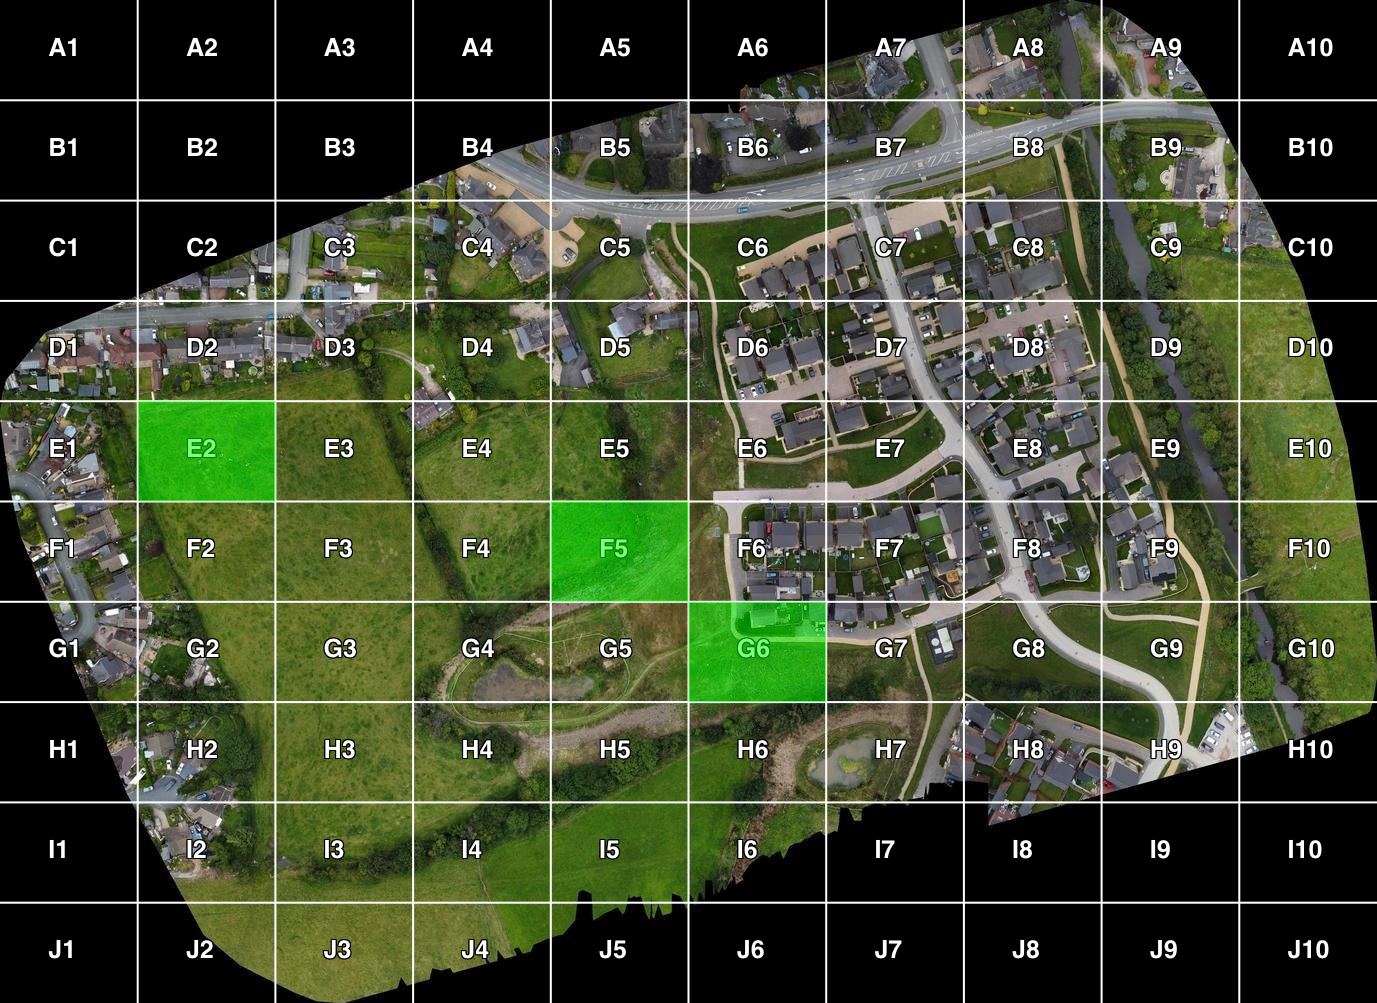 A1 A2 A3 A4 A5 A6 A7 A8 A9 A10
B1 B2 B3 B4 B5 B6 B7 B8 B9 B10
C1 C2 C3 C4 C5 C6 C7 C8 C9 C10
D1 D2 D3 D4 D5 D6 D7 D8 D9 D10
E1 E2 E3 E4 E5 E6 E7 E8 E9 E10
F1 F2 F3 F4 F5 F6 F7 F8 F9 F10
G1 G2 G3 G4 G5 G6 G7 G8 G9 G10
H1 H2 H3 H4 H5 H6 H7 H8 H9 H10
I1 I2 I3 I4 I5 I6 I7 I8 I9 I10
J1 J2 J3 J4 J5 J6 J7 J8 J9 J10